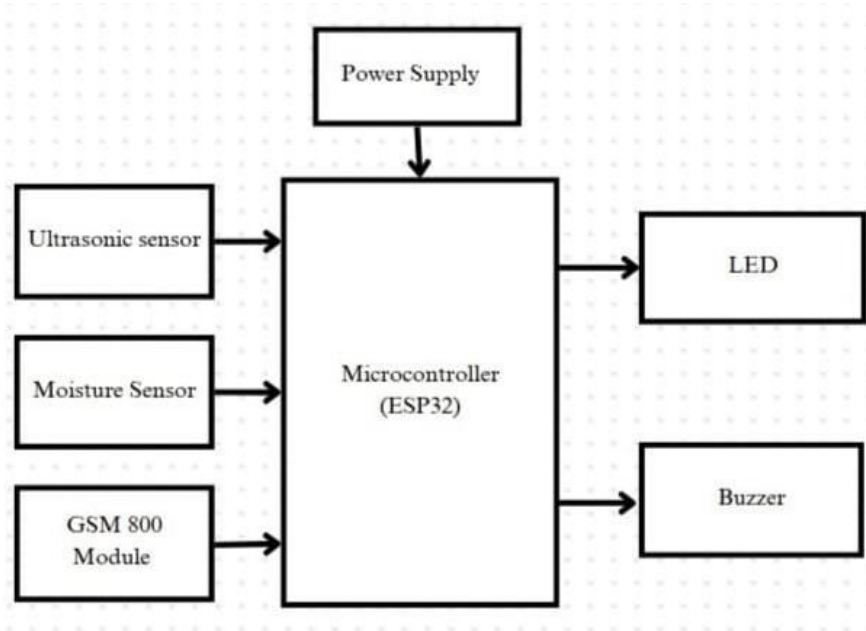 Power Supply
Ultrasonic sensor
LED
Moisture Sensor
Microcontroller
(ESP32)
Buzzer
GSM 800
Module